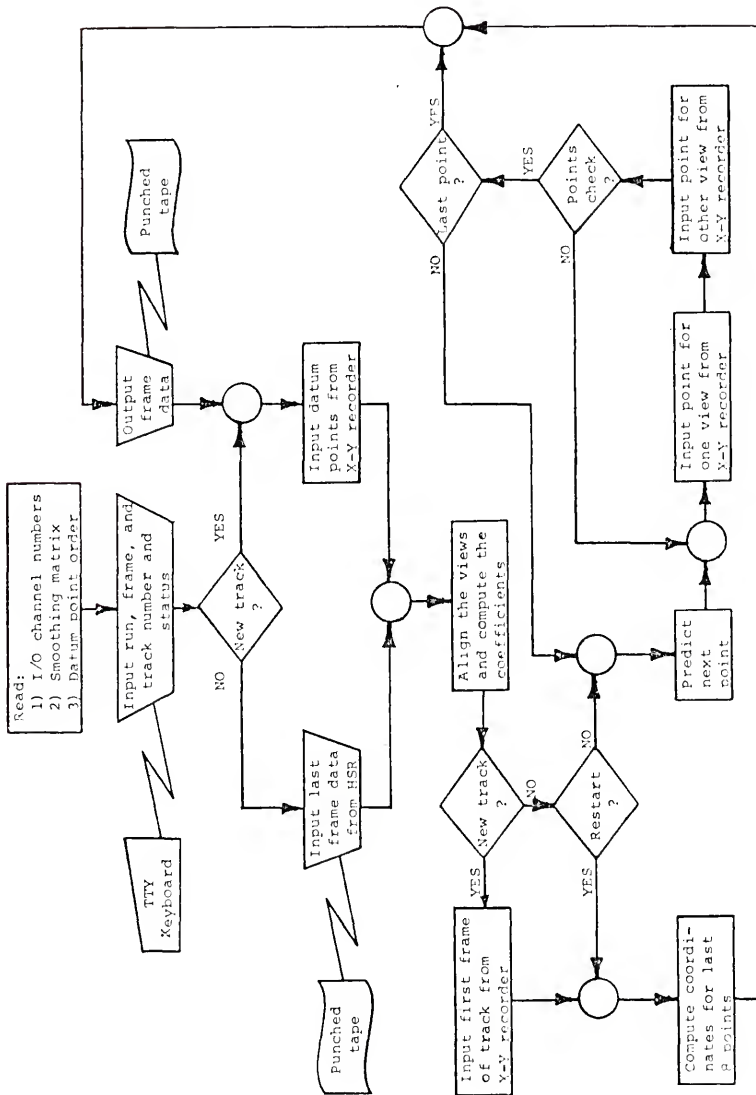 Read:
1) I/O channel numbers
2) Smoothing matrix
3) Datum point order
TTY
Keyboard
Input run, frame, and
track number and
status
Output
frame
data
Punched
tape
New track
?
NO
YES
Input last
frame data
from HSR
Punched
tape
Input datum
points from
X-Y recorder
Align the views
and compute the
coefficients
New track
?
YES
NO
Input first frame
of track from
X-Y recorder
Restart
?
YES
NO
Compute coordi-
nates for last
points
Predict
next
point
Input point for
one view from
X-Y recorder
Input point for
other view from
X-Y recorder
Points
check
?
NO
YES
Last point
?
NO
YES